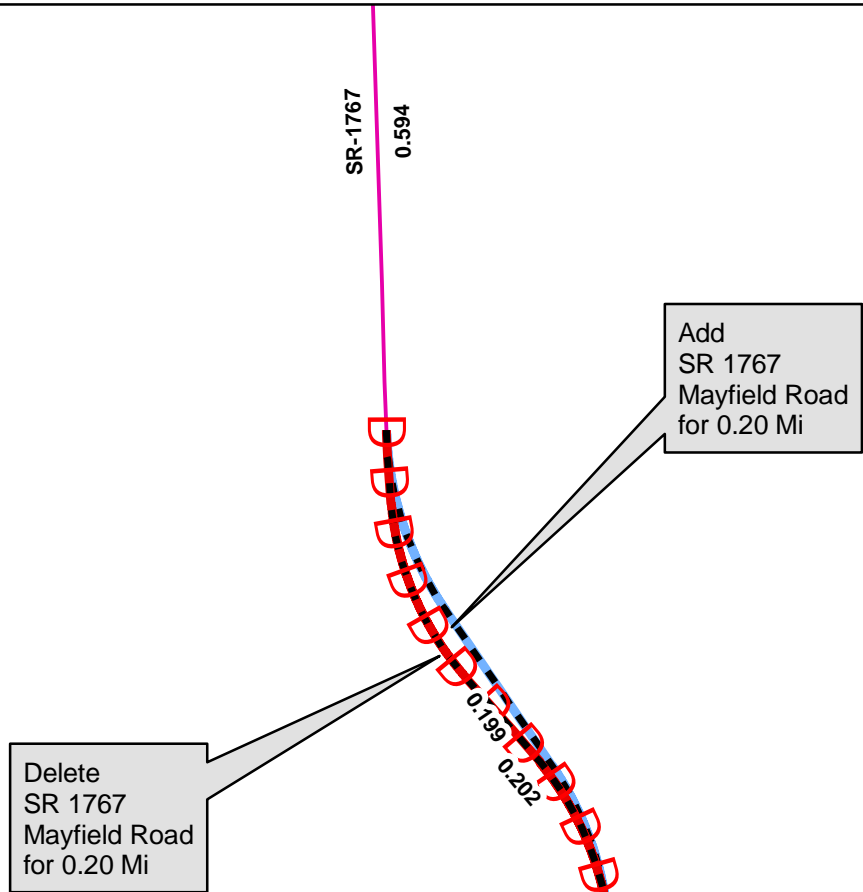 SR-1767
0.594
Add
SR 1767
Mayfield Road
for 0.20 Mi
0.199
0.202
Delete
SR 1767
Mayfield Road
for 0.20 Mi